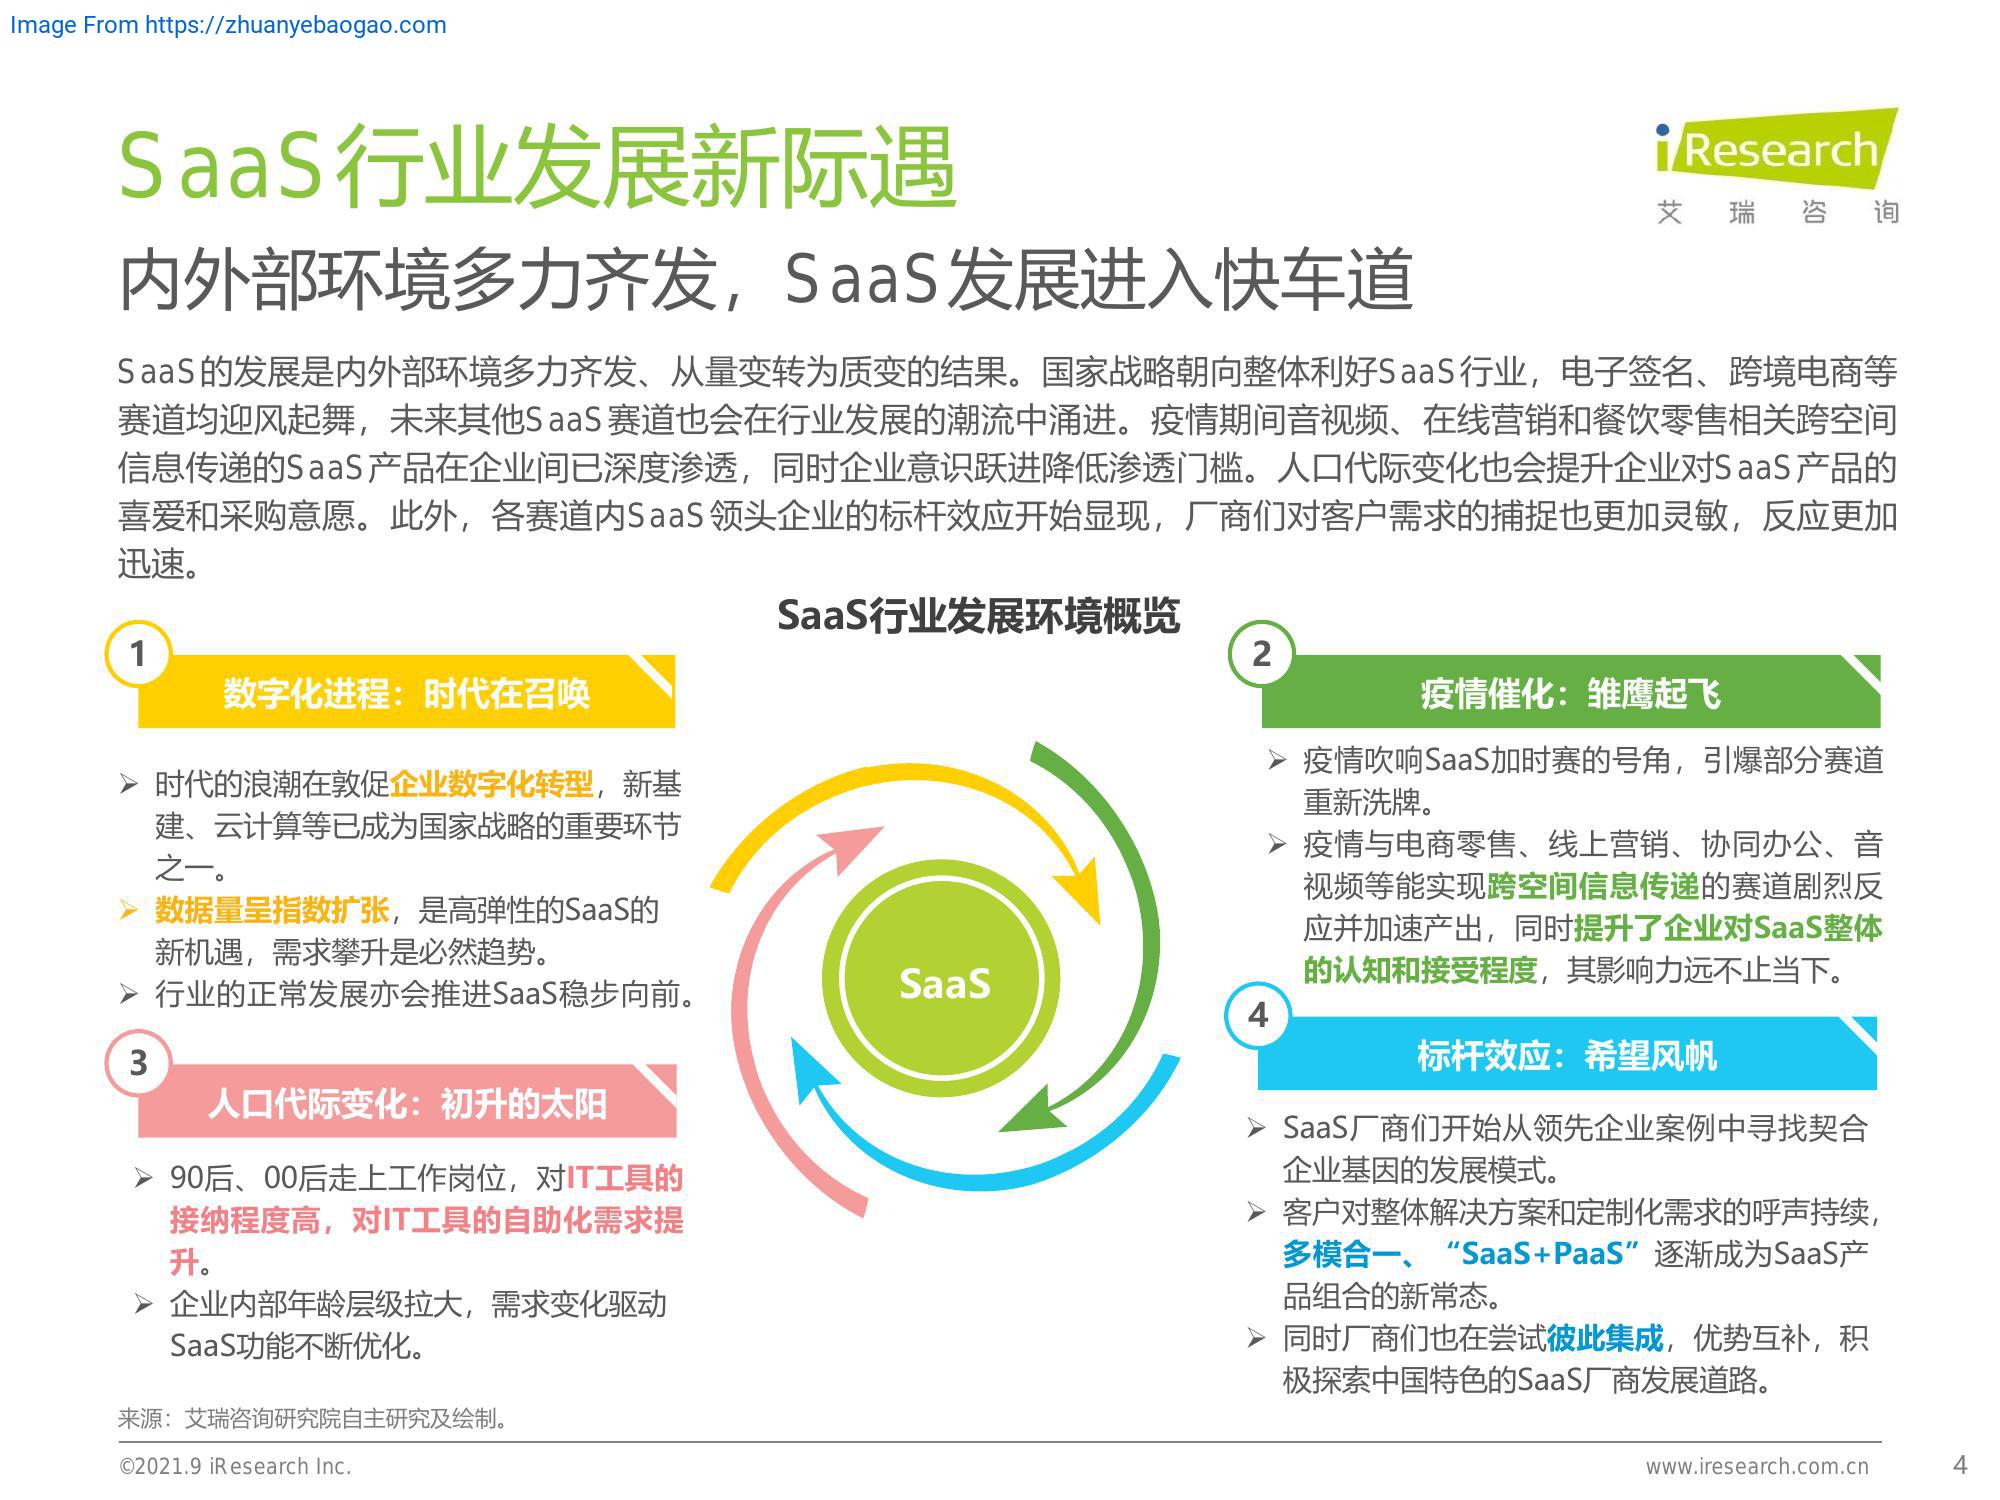 Image From https://zhuanyebaogao.com
SaaS行业发展新际遇
iResearch
艾瑞咨询
内外部环境多力齐发，SaaS发展进入快车道
SaaS的发展是内外部环境多力齐发、从量变转为质变的结果。国家战略朝向整体利好SaaS行业，电子签名、跨境电商等
赛道均迎风起舞，未来其他SaaS赛道也会在行业发展的潮流中涌进。疫情期间音视频、在线营销和餐饮零售相关跨空间
信息传递的SaaS产品在企业间已深度渗透，同时企业意识跃进降低渗透门槛。人口代际变化也会提升企业对SaaS产品的
喜爱和采购意愿。此外，各赛道内SaaS领头企业的标杆效应开始显现，厂商们对客户需求的捕捉也更加灵敏，反应更加
迅速。
SaaS行业发展环境概览
1
数字化进程：时代在召唤
➢ 时代的浪潮在敦促企业数字化转型，新基
建、云计算等已成为国家战略的重要环节
之一。
➢ 数据量呈指数扩张，是高弹性的SaaS的
新机遇，需求攀升是必然趋势。
➢ 行业的正常发展亦会推进SaaS稳步向前。
2
疫情催化：雏鹰起飞
➢ 疫情吹响SaaS加时赛的号角，引爆部分赛道
重新洗牌。
➢ 疫情与电商零售、线上营销、协同办公、音
视频等能实现跨空间信息传递的赛道剧烈反
应并加速产出，同时提升了企业对SaaS整体
的认知和接受程度，其影响力远不止当下。
SaaS
3
人口代际变化：初升的太阳
➢ 90后、00后走上工作岗位，对IT工具的
接纳程度高，对IT工具的自助化需求提
升。
➢ 企业内部年龄层级拉大，需求变化驱动
SaaS功能不断优化。
4
标杆效应：希望风帆
➢ SaaS厂商们开始从领先企业案例中寻找契合
企业基因的发展模式。
➢ 客户对整体解决方案和定制化需求的呼声持续，
多模合一、“SaaS+PaaS”逐渐成为SaaS产
品组合的新常态。
➢ 同时厂商们也在尝试彼此集成，优势互补，积
极探索中国特色的SaaS厂商发展道路。
来源：艾瑞咨询研究院自主研究及绘制。
©2021.9 iResearch Inc.
www.iresearch.com.cn
4